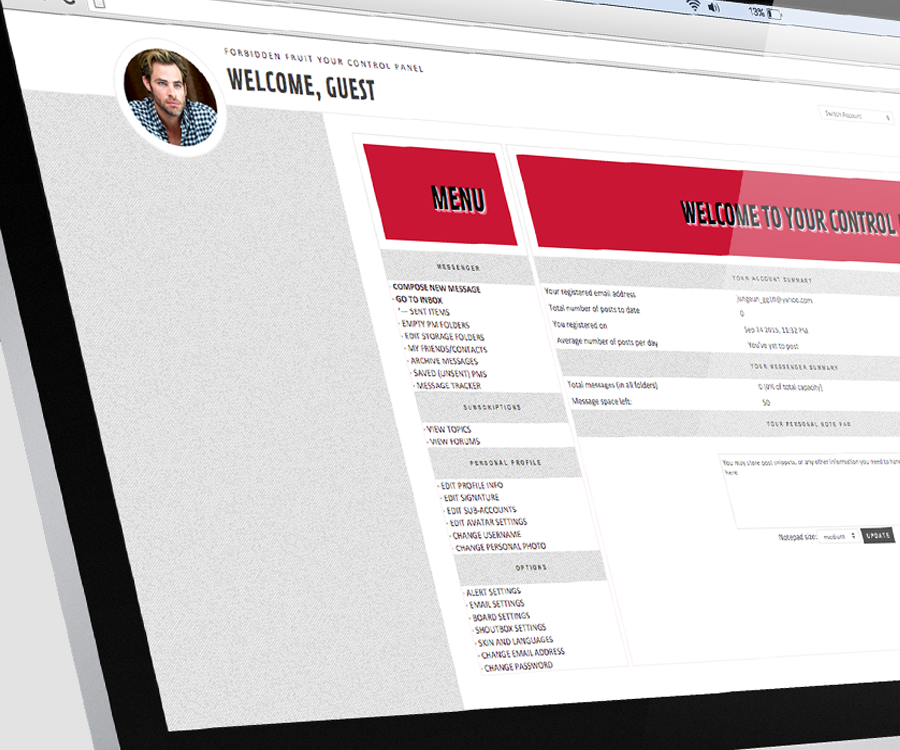 13%
FORBIDDEN FRUIT YOUR CONTROL PANEL
WELCOME, GUEST
Switch Account
MENU
WELCOME TO YOUR CONTROL
MESSENGER
· COMPOSE NEW MESSAGE
· GO TO INBOX
'— SENT ITEMS
· EMPTY PM FOLDERS
· EDIT STORAGE FOLDERS
· MY FRIENDS/CONTACTS
· ARCHIVE MESSAGES
· SAVED (UNSENT) PMS
· MESSAGE TRACKER
SUBSCRIPTIONS
· VIEW TOPICS
· VIEW FORUMS
PERSONAL PROFILE
· EDIT PROFILE INFO
· EDIT SIGNATURE
· EDIT SUB-ACCOUNTS
· EDIT AVATAR SETTINGS
· CHANGE USERNAME
· CHANGE PERSONAL PHOTO
OPTIONS
· ALERT SETTINGS
· EMAIL SETTINGS
· BOARD SETTINGS
· SHOUTBOX SETTINGS
· SKIN AND LANGUAGES
· CHANGE EMAIL ADDRESS
· CHANGE PASSWORD
YOUR ACCOUNT SUMMARY
Your registered email address
Total number of posts to date 0
You registered on Sep 14 2015, 11:32 PM
Average number of posts per day You've yet to post
YOUR MESSENGER SUMMARY
Total messages (in all folders) 0 (0% of total capacity)
Message space left: 50
YOUR PERSONAL NOTE PAD
You may store post snippets, or any other information you need to have
here
Notepad size: medium UPDATE